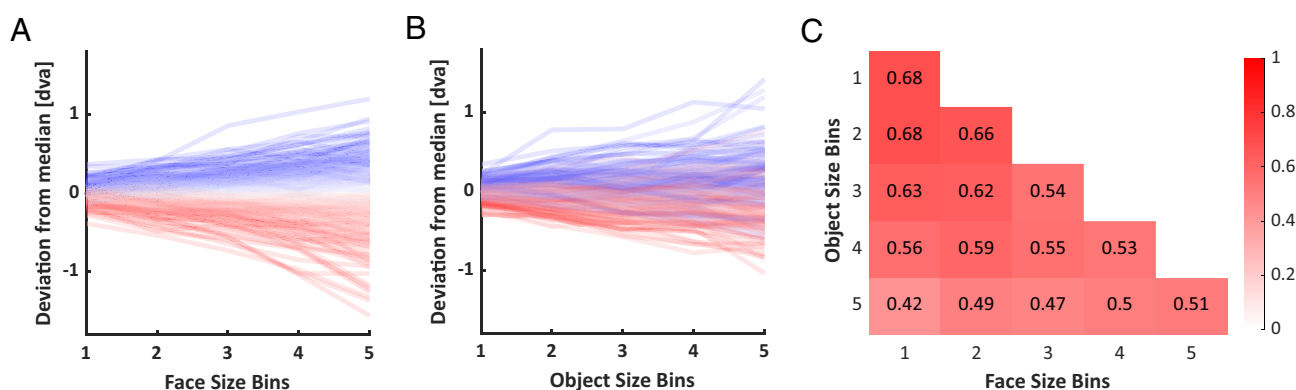 A
Deviation from median [dva]
1
0
-1
1 2 3 4 5
Face Size Bins
B
Deviation from median [dva]
1
0
-1
1 2 3 4 5
Object Size Bins
C
Object Size Bins
1 0.68
2 0.68 0.66
3 0.63 0.62 0.54
4 0.56 0.59 0.55 0.53
5 0.42 0.49 0.47 0.5 0.51
1 2 3 4 5
Face Size Bins
1
0.8
0.6
0.4
0.2
0